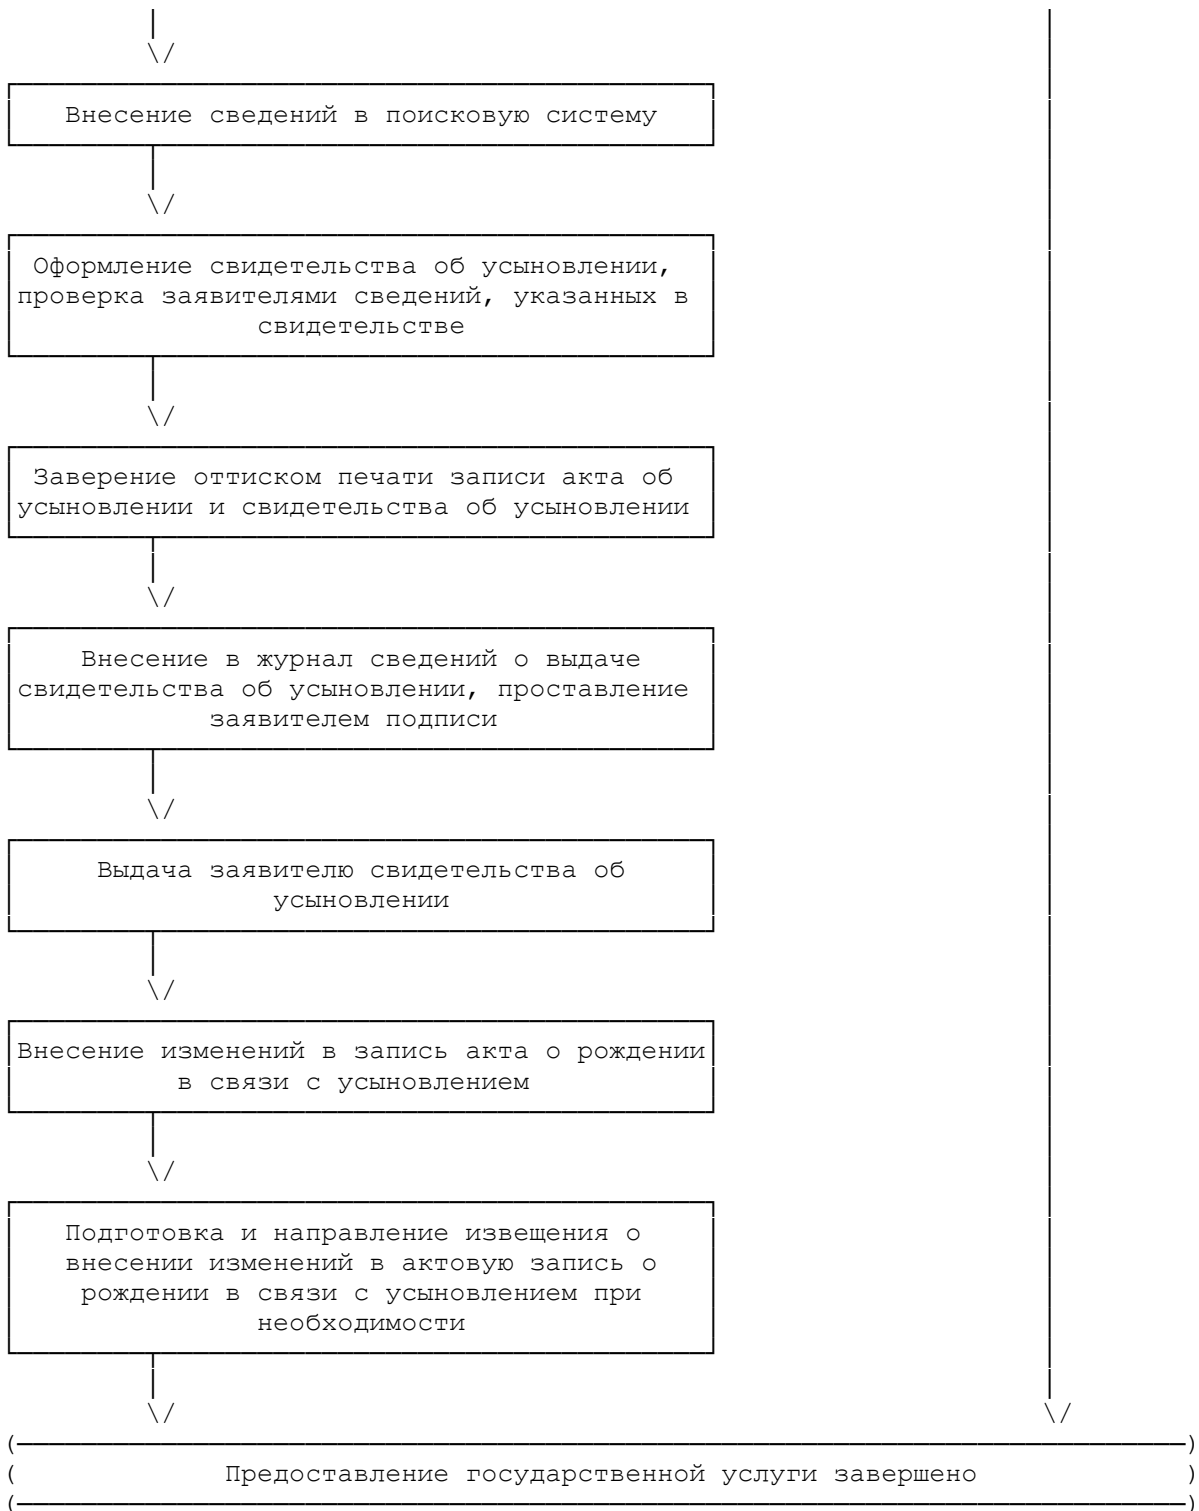 Внесение сведений в поисковую систему
Оформление свидетельства об усыновлении,
проверка заявителями сведений, указанных в
свидетельстве
Заверение оттиском печати записи акта об
усыновлении и свидетельства об усыновлении
Внесение в журнал сведений о выдаче
свидетельства об усыновлении, проставление
заявителем подписи
Выдача заявителю свидетельства об
усыновлении
Внесение изменений в запись акта о рождении
в связи с усыновлением
Подготовка и направление извещения о
внесении изменений в актовую запись о
рождении в связи с усыновлением при
необходимости
Предоставление государственной услуги завершено